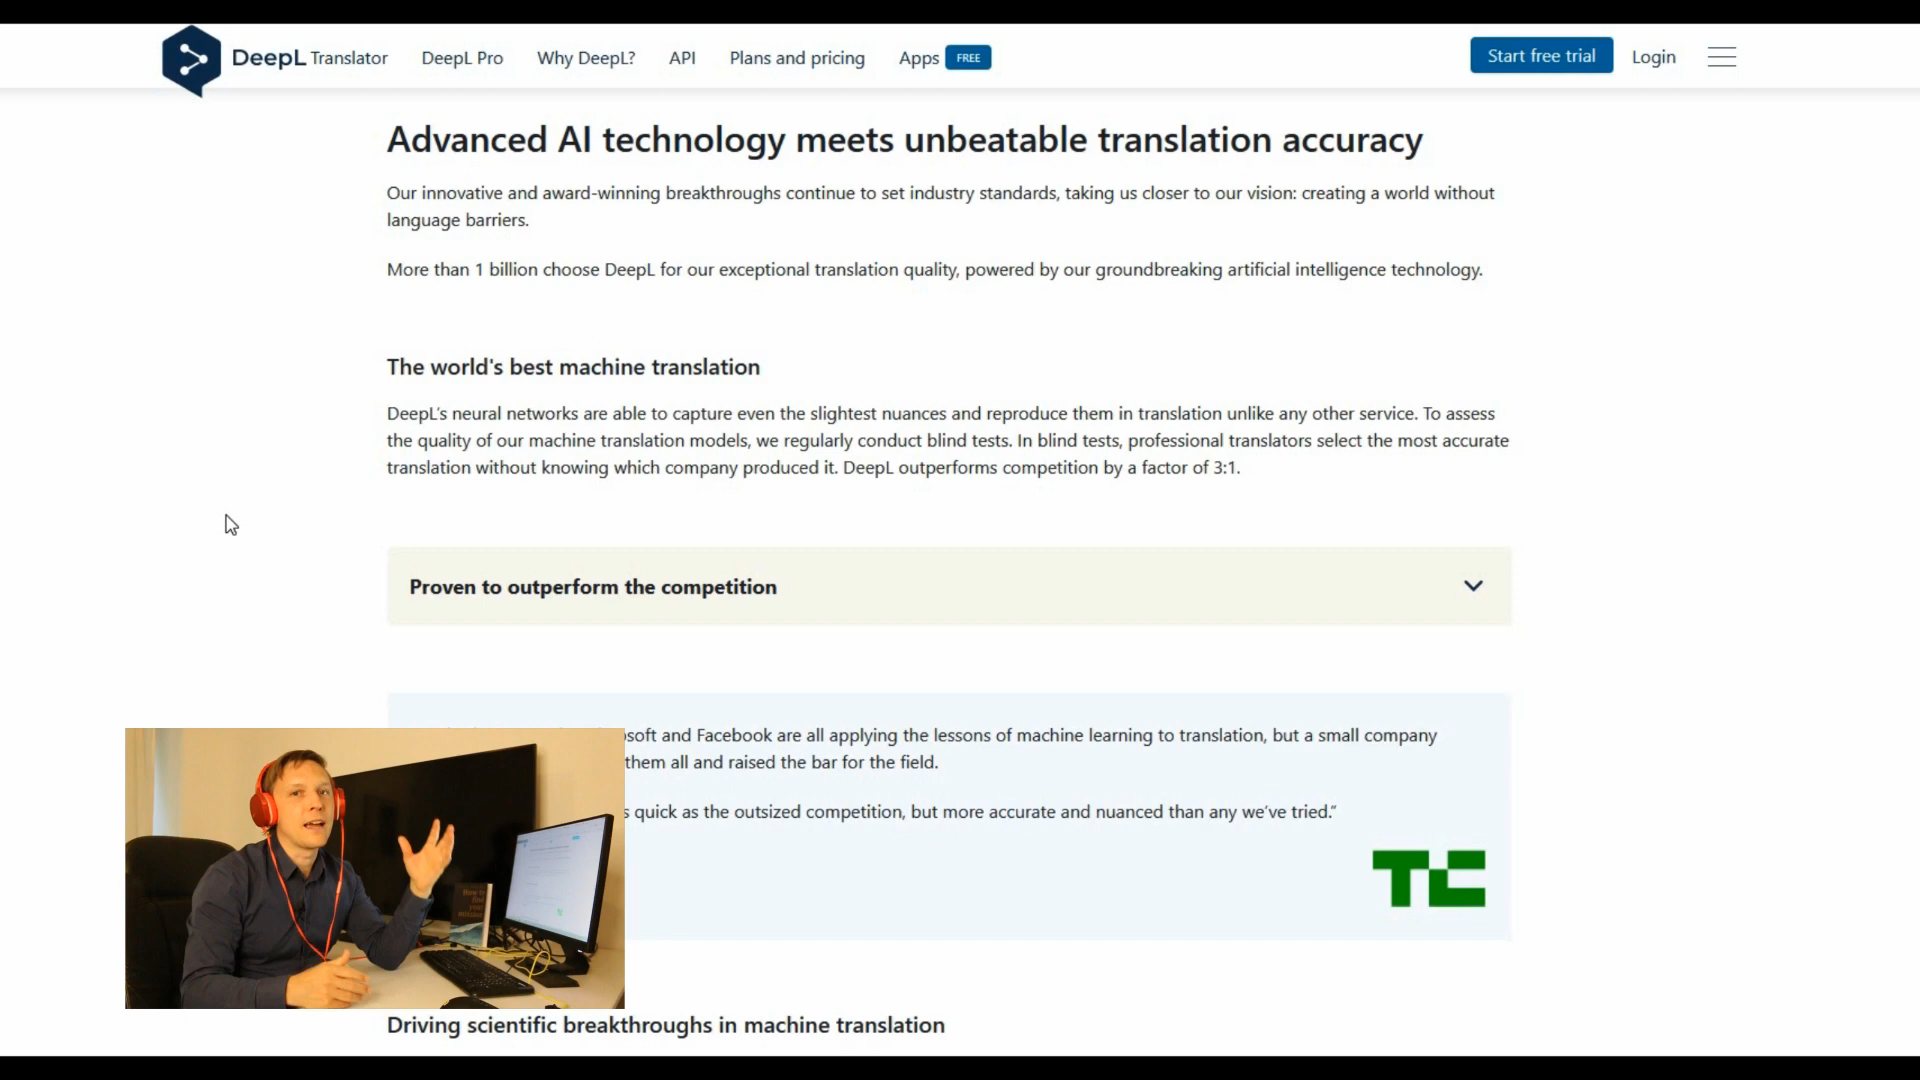 DeepL Translator DeepL Pro Why DeepL? API Plans and pricing Apps FREE Start free trial Login
Advanced AI technology meets unbeatable translation accuracy
Our innovative and award-winning breakthroughs continue to set industry standards, taking us closer to our vision: creating a world without
language barriers.
More than 1 billion choose DeepL for our exceptional translation quality, powered by our groundbreaking artificial intelligence technology.
The world's best machine translation
DeepL's neural networks are able to capture even the slightest nuances and reproduce them in translation unlike any other service. To assess
the quality of our machine translation models, we regularly conduct blind tests. In blind tests, professional translators select the most accurate
translation without knowing which company produced it. DeepL outperforms competition by a factor of 3:1.
Proven to outperform the competition
and Facebook are all applying the lessons of machine learning to translation, but a small company
them all and raised the bar for the field.
quick as the outsized competition, but more accurate and nuanced than any we've tried."
TC
Driving scientific breakthroughs in machine translation